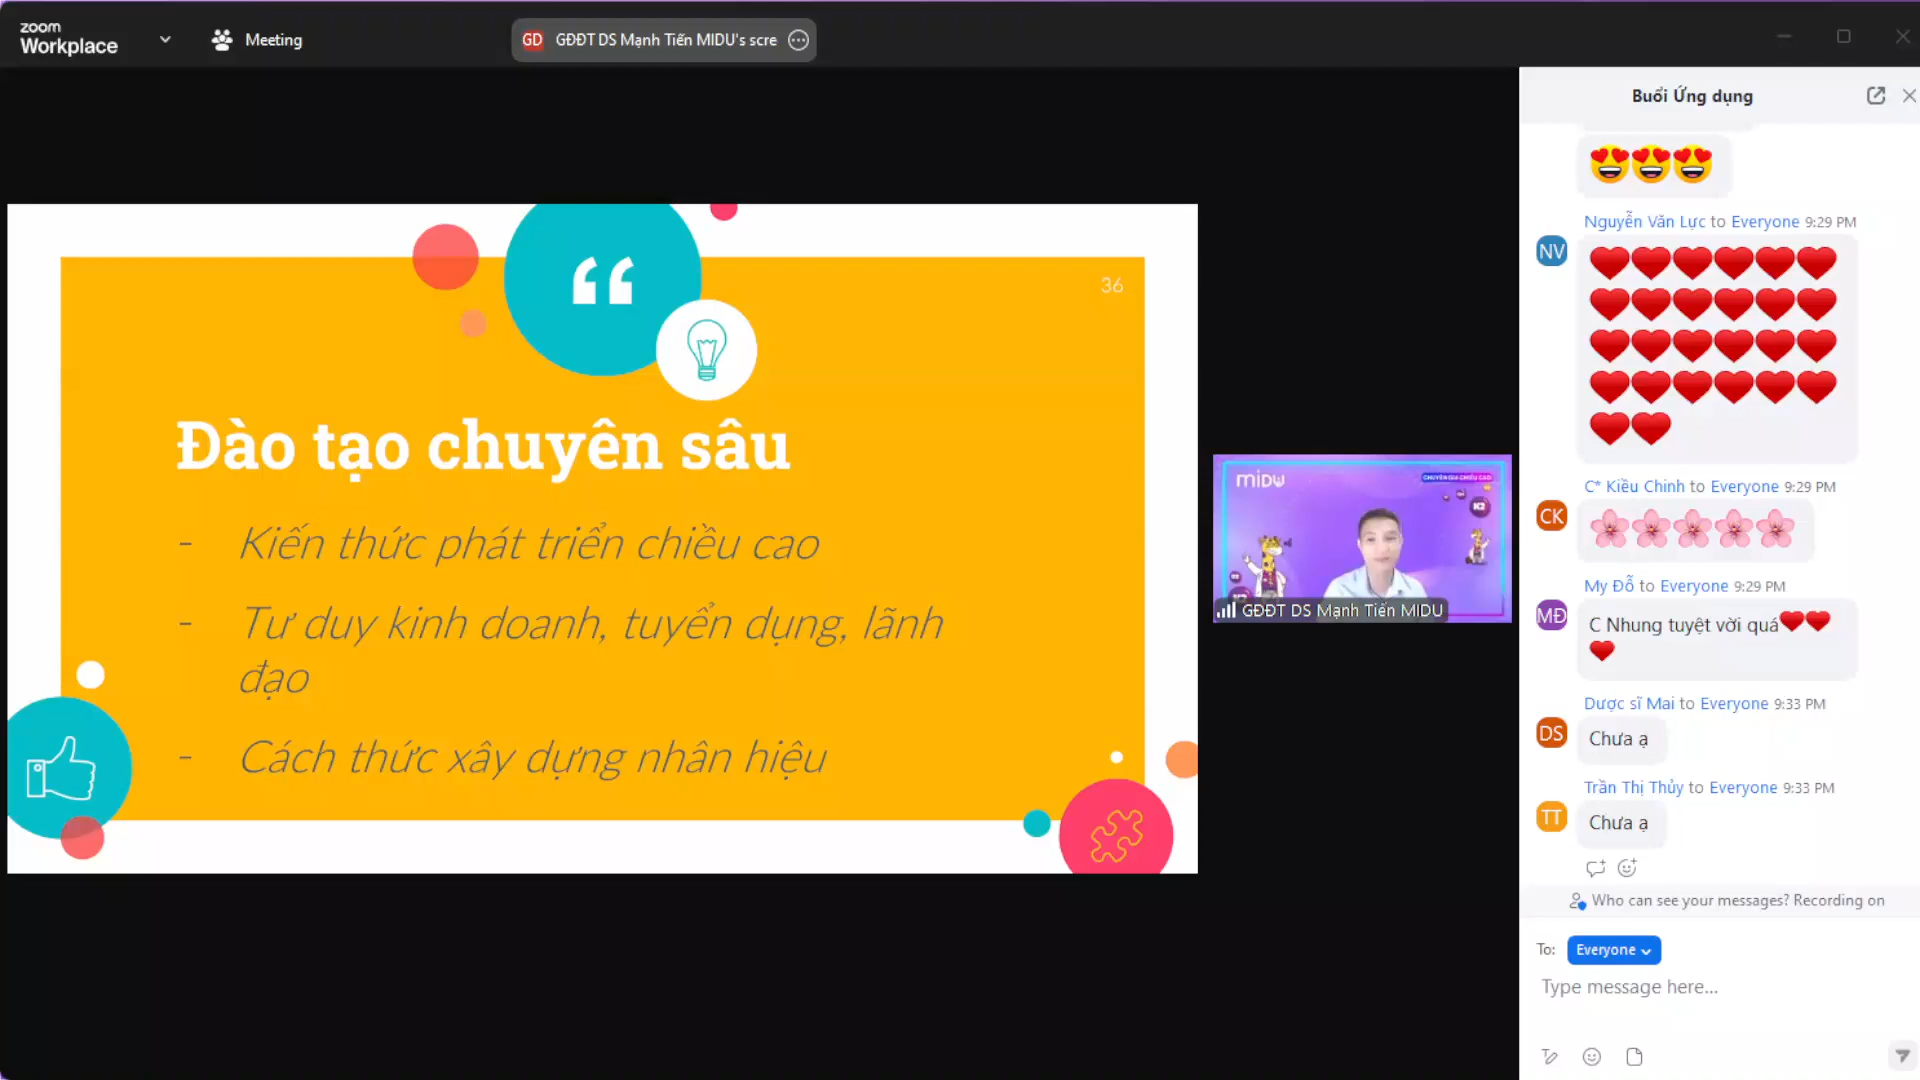 zoom
Workplace
Meeting
GD GĐĐT DS Mạnh Tiến MIDU's scre
36
Đào tạo chuyên sâu
- Kiến thức phát triển chiều cao
- Tư duy kinh doanh, tuyển dụng, lãnh
đạo
- Cách thức xây dựng nhân hiệu
MIDU
CHUYÊN GIA CHIỀU CAO
K2
GĐĐT DS Mạnh Tiến MIDU
Buổi Ứng dụng
Nguyễn Văn Lực to Everyone 9:29 PM
NV
C* Kiều Chinh to Everyone 9:29 PM
CK
My Đỗ to Everyone 9:29 PM
MĐ
C Nhung tuyệt vời quá
Dược sĩ Mai to Everyone 9:33 PM
DS
Chưa ạ
Trần Thị Thủy to Everyone 9:33 PM
TT
Chưa ạ
Who can see your messages? Recording on
To: Everyone
Type message here...